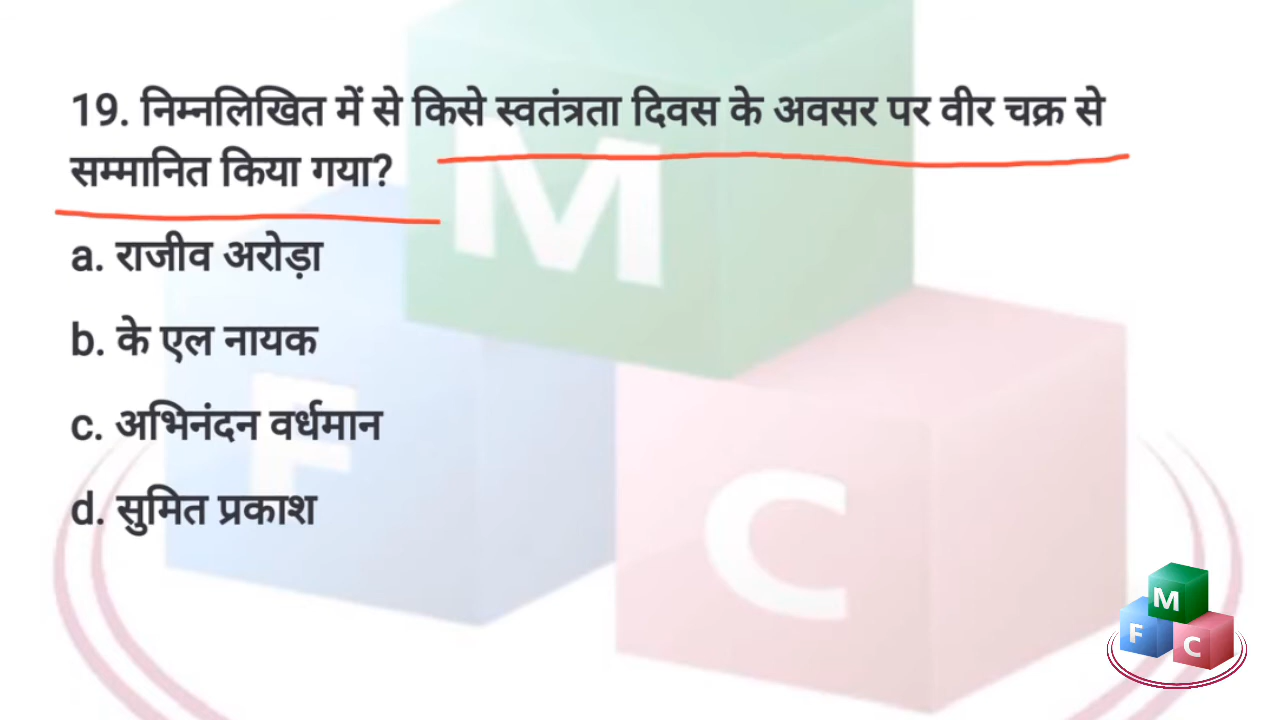 19. निम्नलिखित में से किसे स्वतंत्रता दिवस के अवसर पर वीर चक्र से
सम्मानित किया गया?
a. राजीव अरोड़ा
b. के एल नायक
c. अभिनंदन वर्धमान
d. सुमित प्रकाश
M
F
C
M
F
C